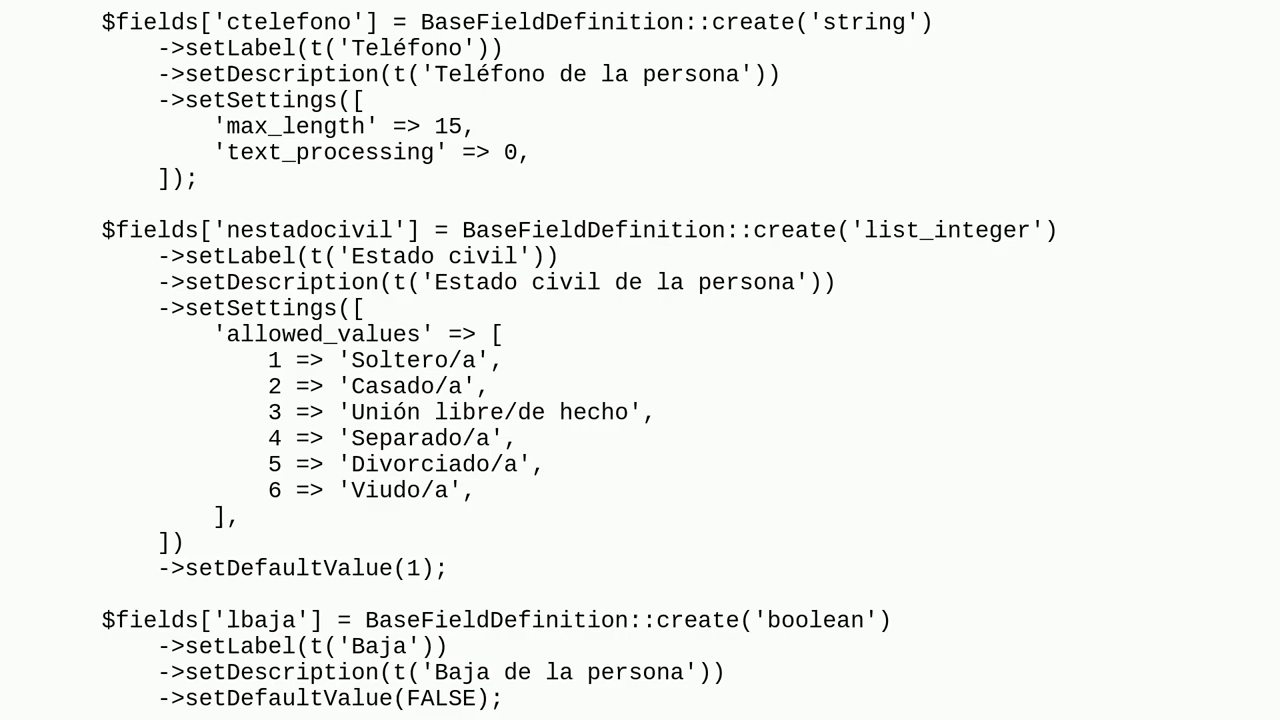 $fields['ctelefono'] = BaseFieldDefinition::create('string')
    ->setLabel(t('Teléfono'))
    ->setDescription(t('Teléfono de la persona'))
    ->setSettings([
        'max_length' => 15,
        'text_processing' => 0,
    ]);

$fields['nestadocivil'] = BaseFieldDefinition::create('list_integer')
    ->setLabel(t('Estado civil'))
    ->setDescription(t('Estado civil de la persona'))
    ->setSettings([
        'allowed_values' => [
            1 => 'Soltero/a',
            2 => 'Casado/a',
            3 => 'Unión libre/de hecho',
            4 => 'Separado/a',
            5 => 'Divorciado/a',
            6 => 'Viudo/a',
        ],
    ])
    ->setDefaultValue(1);

$fields['lbaja'] = BaseFieldDefinition::create('boolean')
    ->setLabel(t('Baja'))
    ->setDescription(t('Baja de la persona'))
    ->setDefaultValue(FALSE);